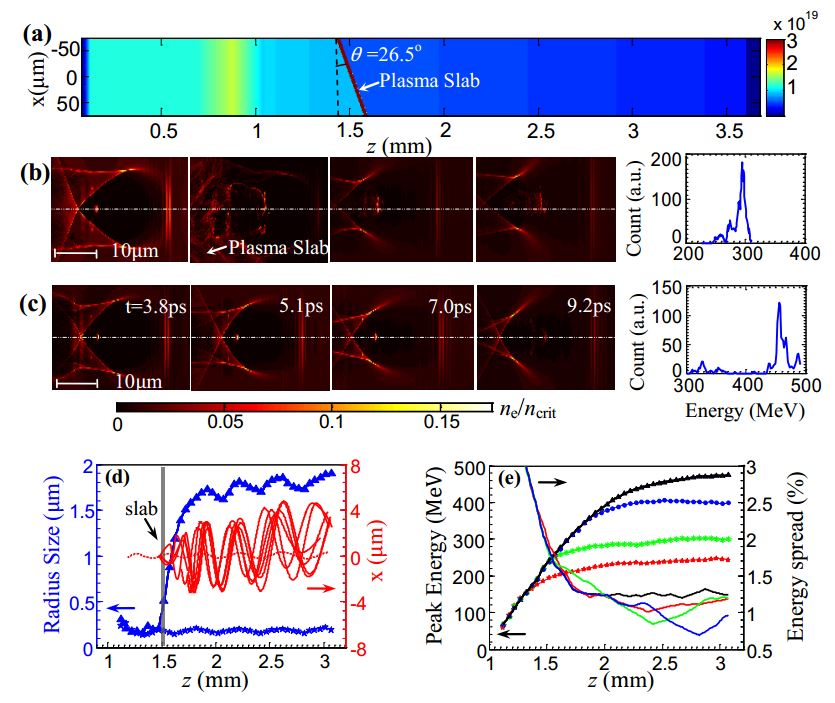 (a)
x 10¹⁹
-50
0
50
x(μm)
θ =26.5°
Plasma Slab
3
2
1
0
0.5
1
1.5
2
2.5
3
3.5
z (mm)
(b)
10μm
Plasma Slab
Count (a.u.)
200
100
0
200
300
400
(c)
t=3.8ps
5.1ps
7.0ps
9.2ps
10μm
Count (a.u.)
150
100
50
0
300
400
500
Energy (MeV)
0
0.05
0.1
0.15
nₑ/n_crit
(d)
Radius Size (μm)
2
1.5
1
0.5
0
slab
8
4
0
-4
-8
x (μm)
1
1.5
2
2.5
3
z (mm)
(e)
Peak Energy (MeV)
500
400
300
200
100
0
3
2.5
2
1.5
1
0.5
Energy spread (%)
1
1.5
2
2.5
3
z (mm)